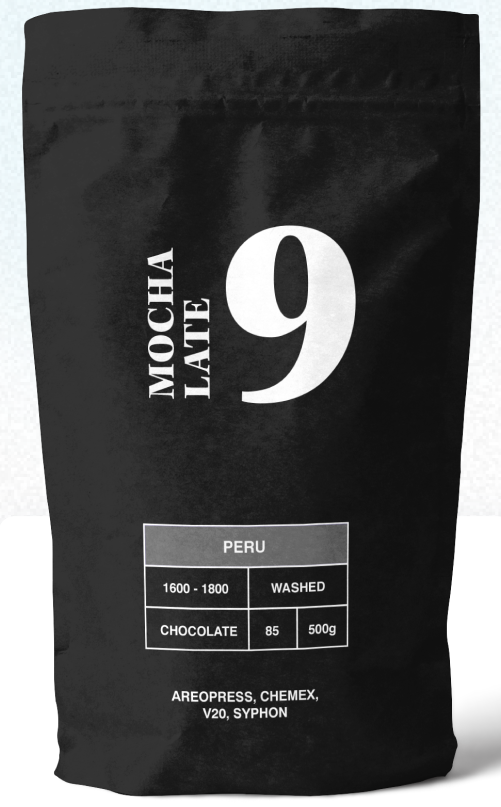 MOCHA
LATE
9
PERU
1600 - 1800
WASHED
CHOCOLATE
85
500g
AREOPRESS, CHEMEX,
V20, SYPHON